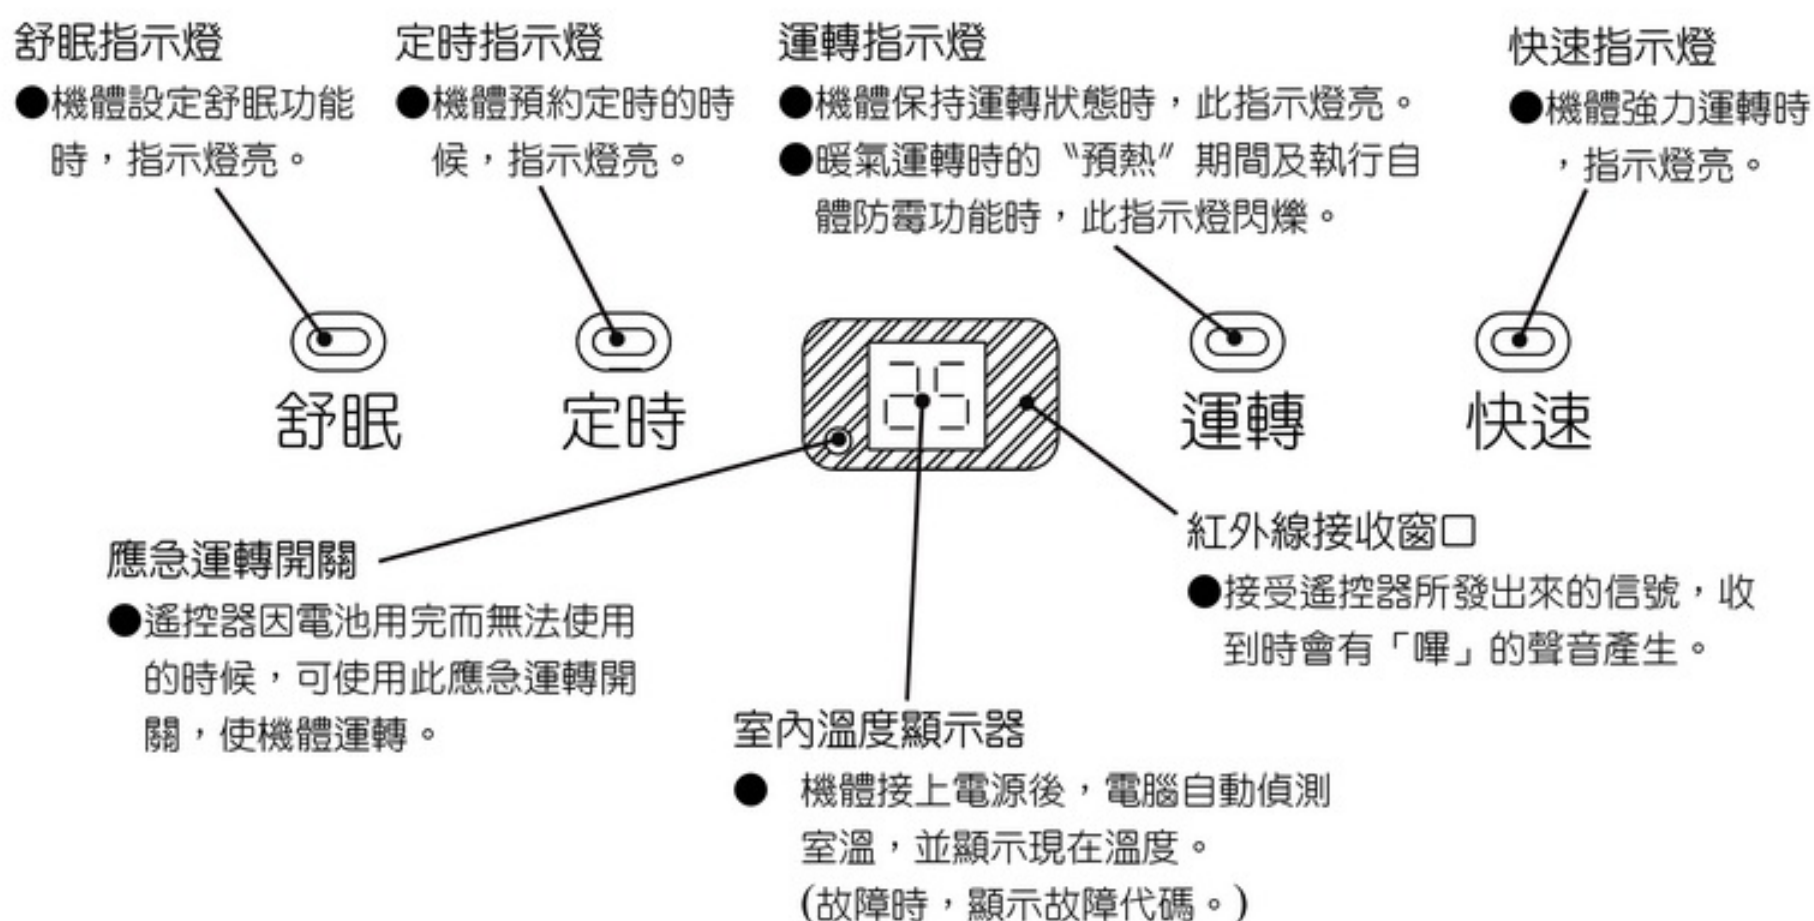 舒眠指示燈
●機體設定舒眠功能
時，指示燈亮。
定時指示燈
●機體預約定時的時
候，指示燈亮。
運轉指示燈
●機體保持運轉狀態時，此指示燈亮。
●暖氣運轉時的〝預熱〞期間及執行自
體防霉功能時，此指示燈閃爍。
快速指示燈
●機體強力運轉時
，指示燈亮。
舒眠
定時
25
運轉
快速
應急運轉開關
●遙控器因電池用完而無法使用
的時候，可使用此應急運轉開
關，使機體運轉。
室內溫度顯示器
● 機體接上電源後，電腦自動偵測
室溫，並顯示現在溫度。
(故障時，顯示故障代碼。)
紅外線接收窗口
●接受遙控器所發出來的信號，收
到時會有「嗶」的聲音產生。